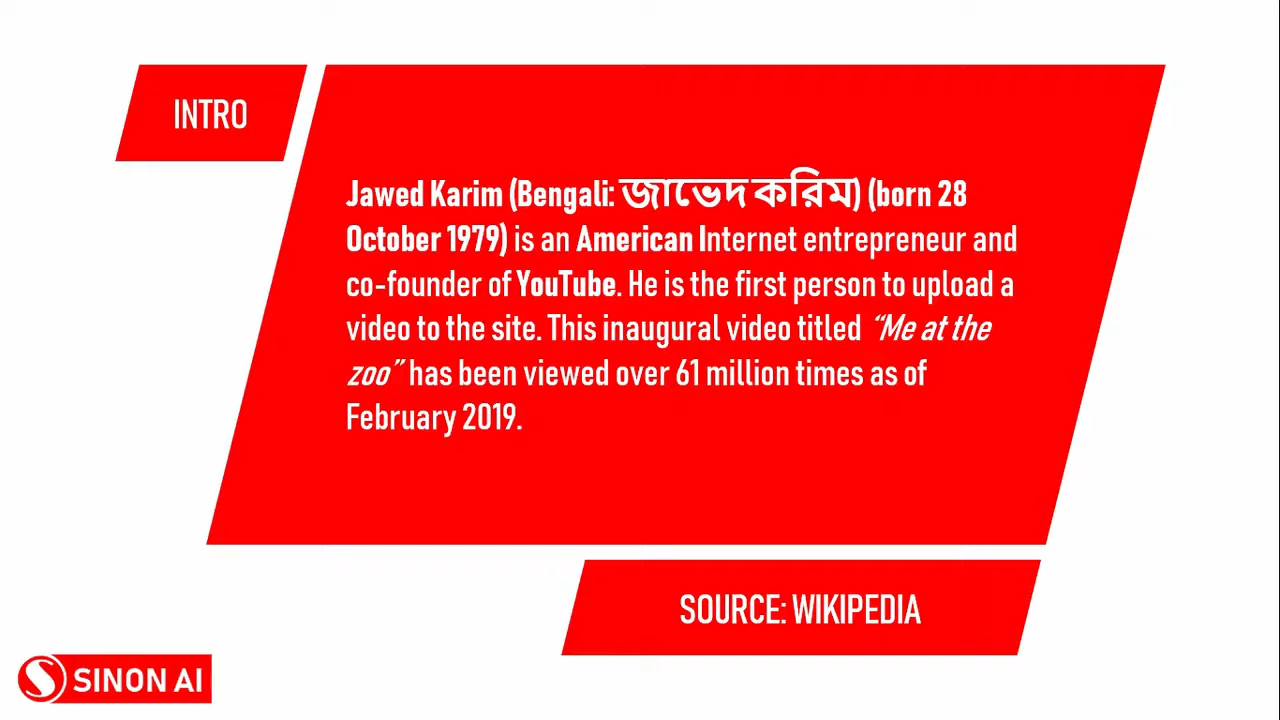 INTRO
Jawed Karim (Bengali: জাভেদ করিম) (born 28
October 1979) is an American Internet entrepreneur and
co-founder of YouTube. He is the first person to upload a
video to the site. This inaugural video titled “Me at the
zoo” has been viewed over 61 million times as of
February 2019.
SOURCE: WIKIPEDIA
SINON AI